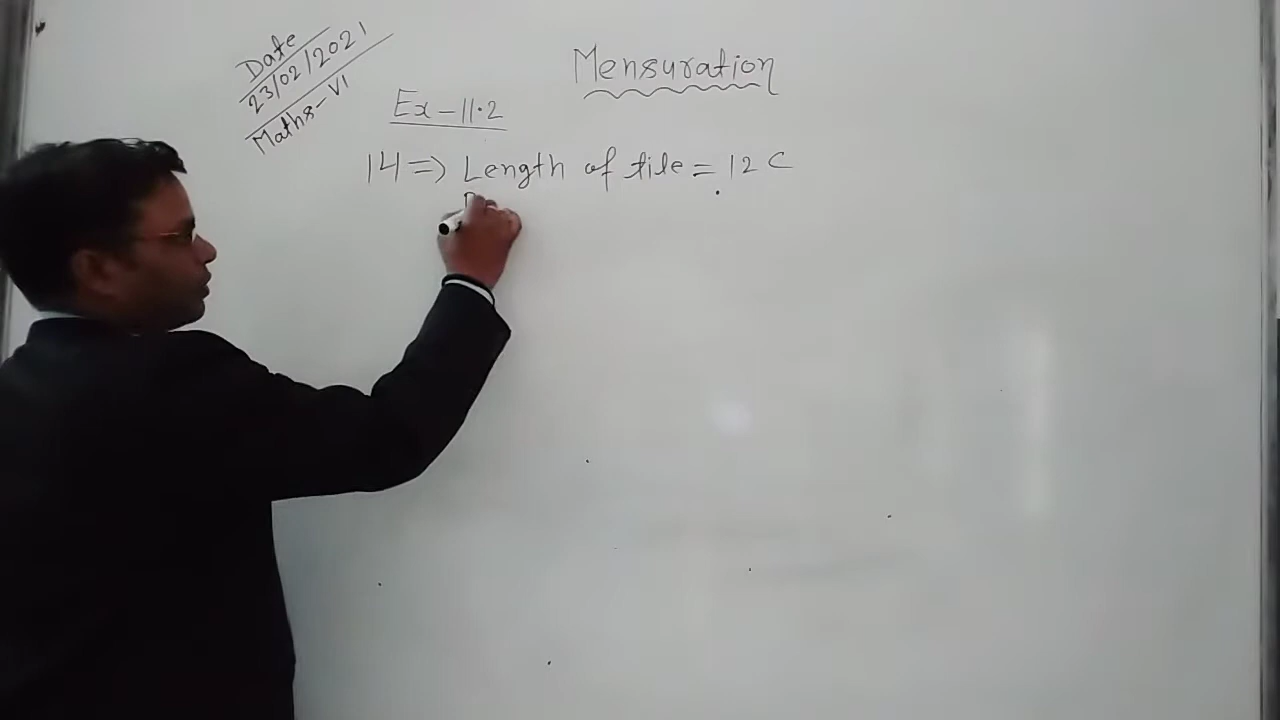 Date
23/02/2021
Maths-VI
Mensuration
Ex-11.2
14 => Length of tile = 12 C